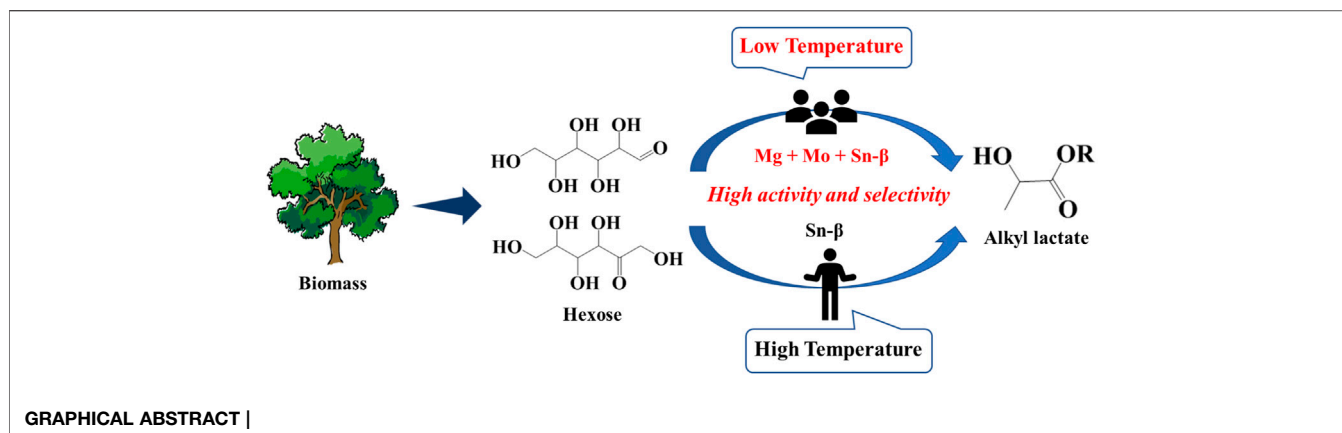 Low Temperature
OH OH
HO O
OH OH
Mg + Mo + Sn-β
High activity and selectivity
HO OR
O
Alkyl lactate
OH OH
HO OH
OH O
Sn-β
Biomass
Hexose
High Temperature
GRAPHICAL ABSTRACT |